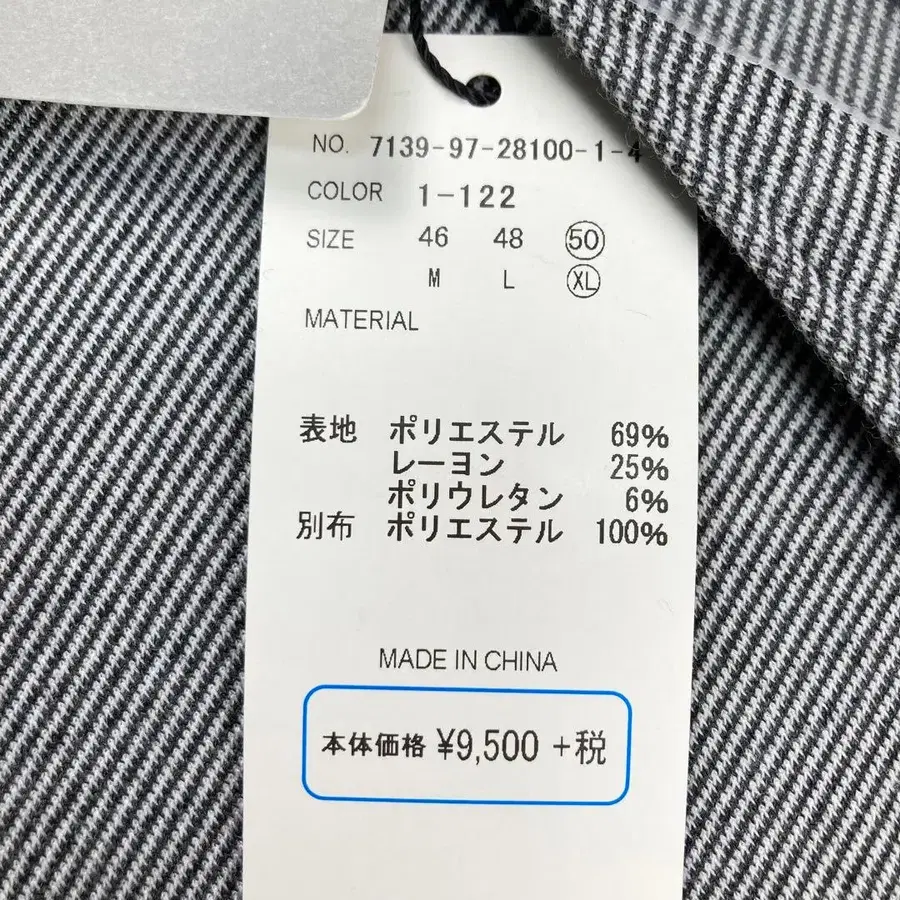 NO. 7139-97-28100-1-4
COLOR 1-122
SIZE 46 48 50
M L XL
MATERIAL
表地 ポリエステル 69%
レーヨン 25%
ポリウレタン 6%
別布 ポリエステル 100%
MADE IN CHINA
本体価格 ¥9,500 +税